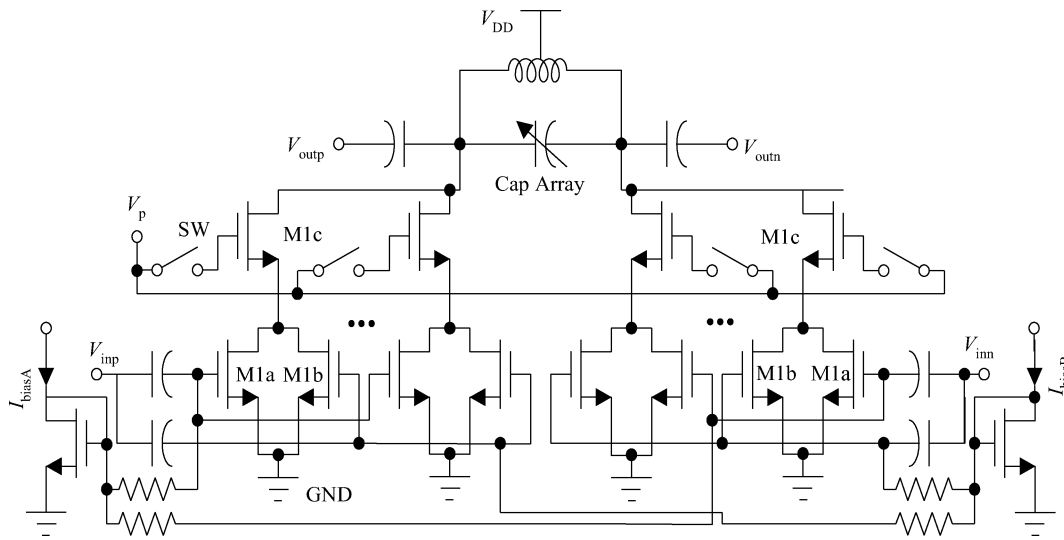 VDD
Voutp
Voutn
Cap Array
Vp
SW
M1c
M1c
Vinp
Vinn
M1a
M1b
M1b
M1a
IbiasA
GND